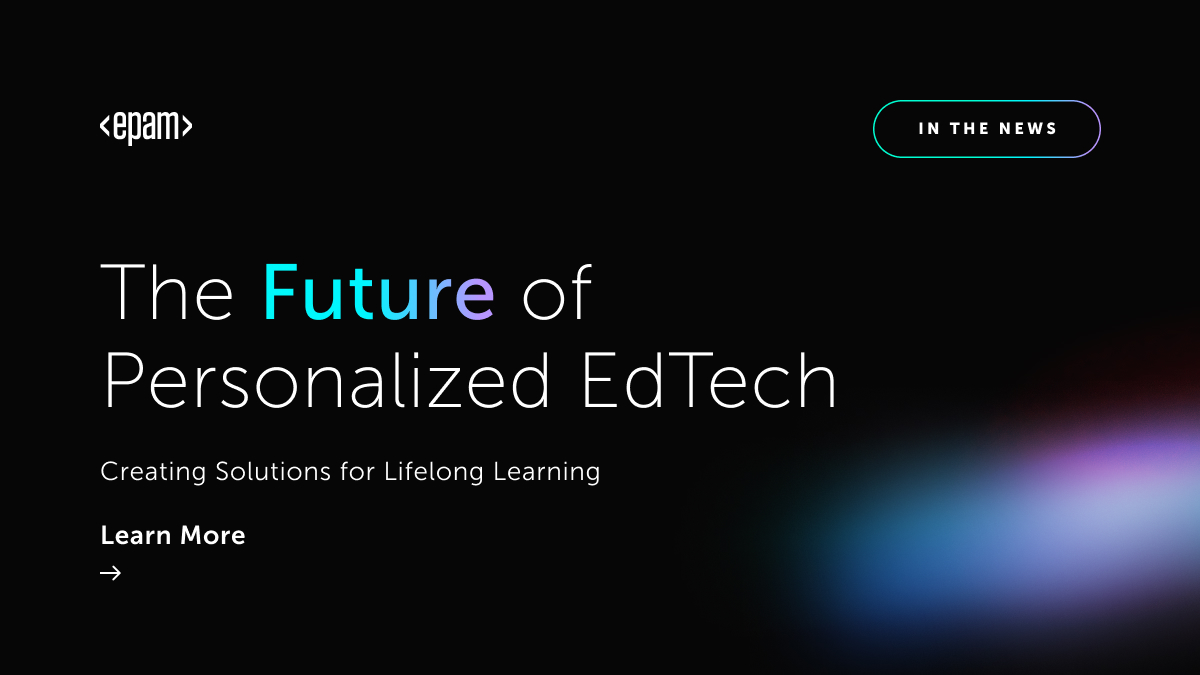 <epam>
IN THE NEWS
The Future of
Personalized EdTech
Creating Solutions for Lifelong Learning
Learn More
→